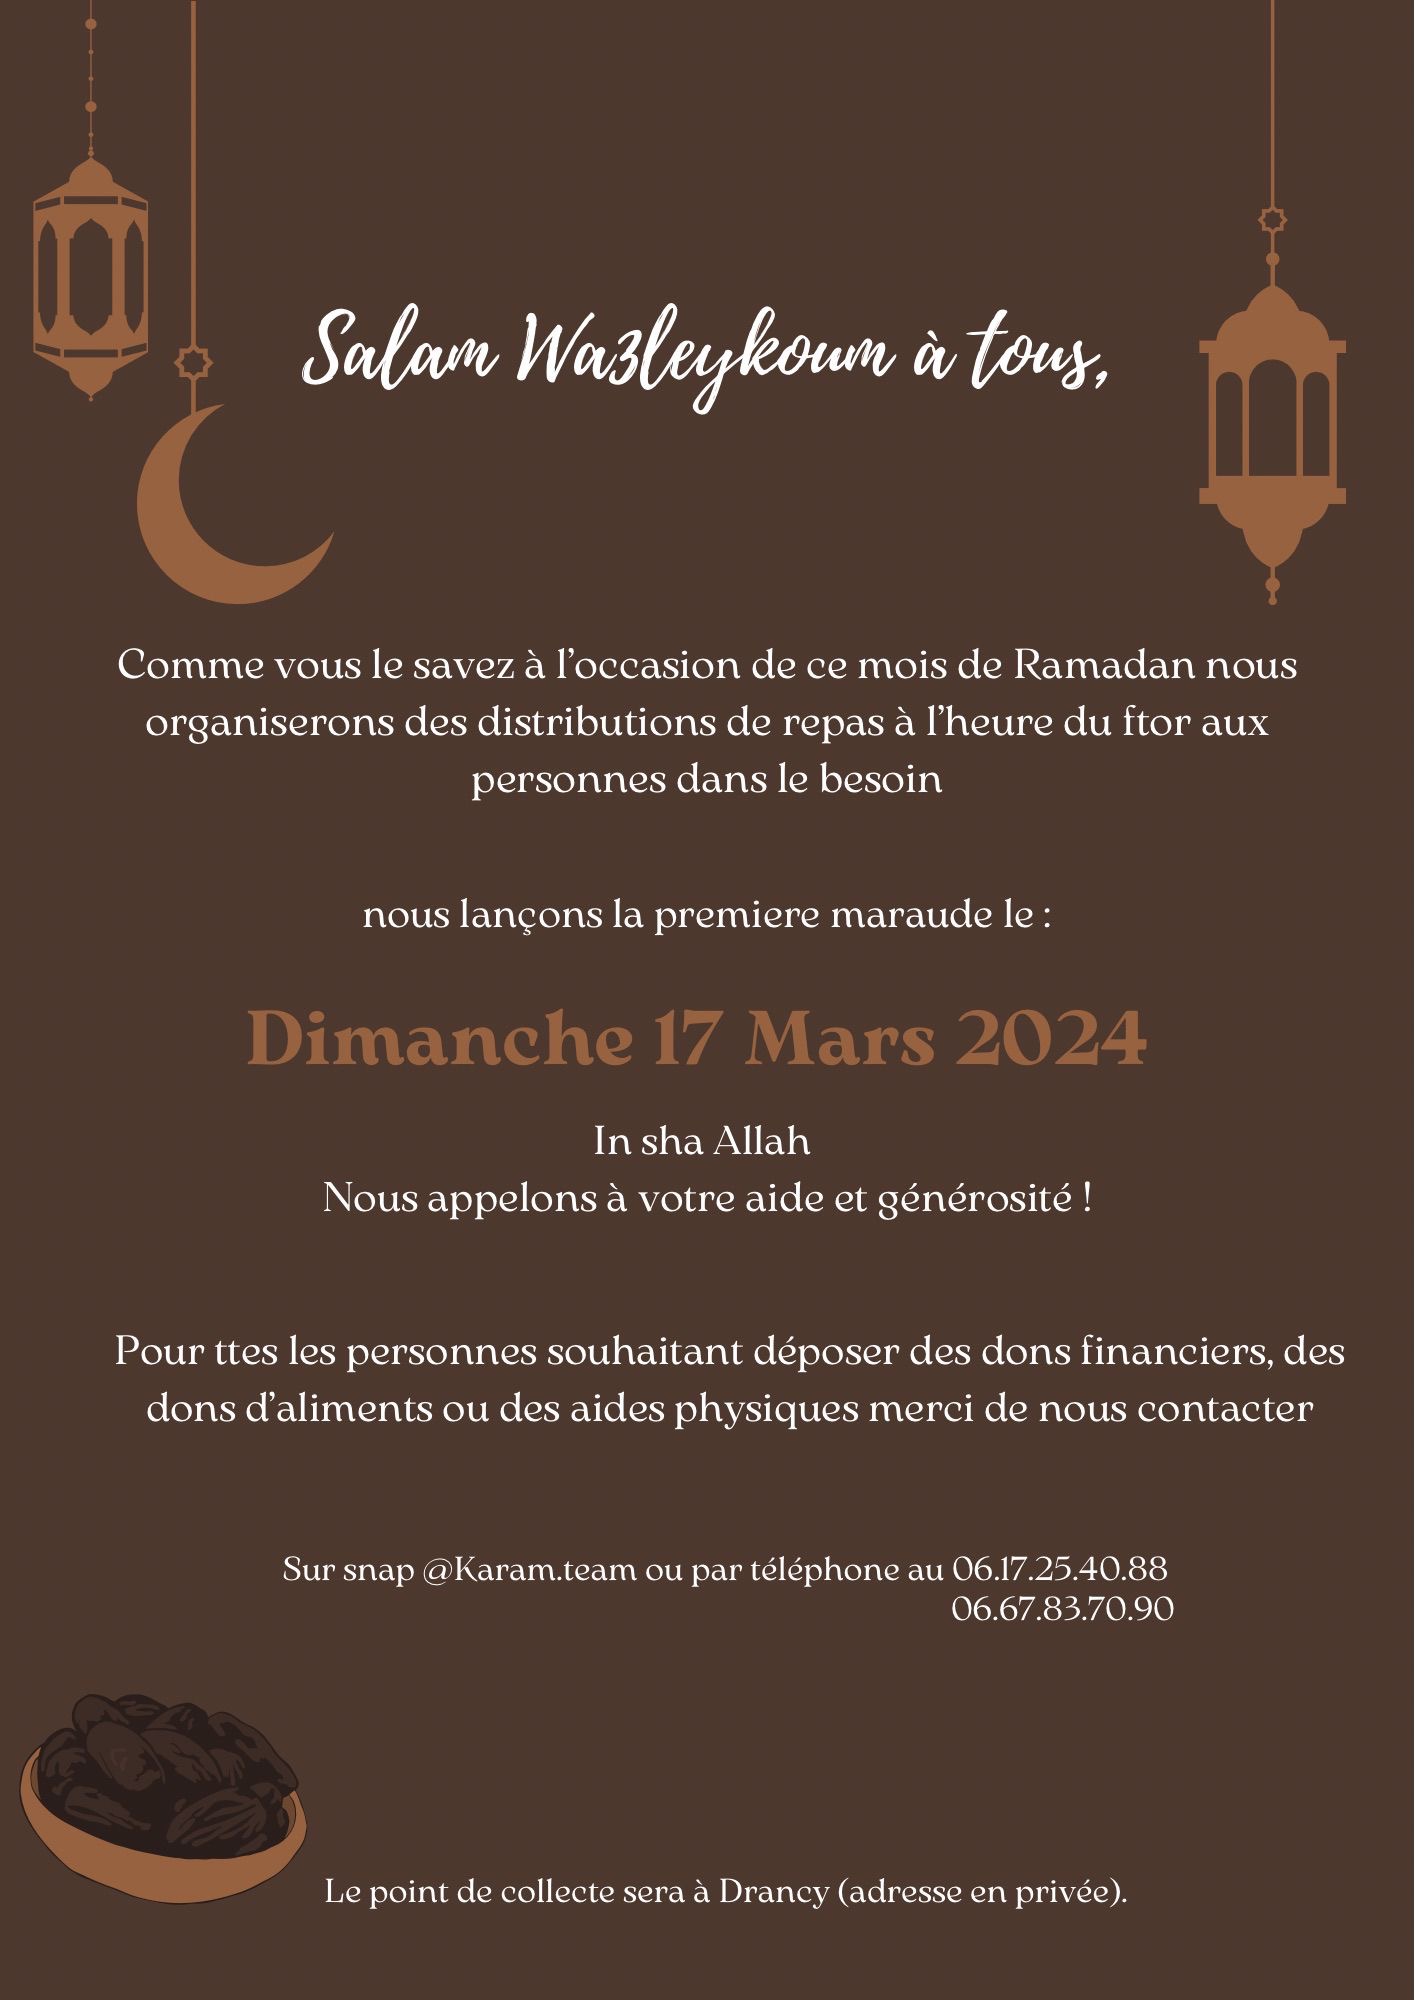 Salam Wa3leykoum à tous,
Comme vous le savez à l'occasion de ce mois de Ramadan nous
organiserons des distributions de repas à l'heure du ftor aux
personnes dans le besoin
nous lançons la premiere maraude le :
Dimanche 17 Mars 2024
In sha Allah
Nous appelons à votre aide et générosité !
Pour ttes les personnes souhaitant déposer des dons financiers, des
dons d'aliments ou des aides physiques merci de nous contacter
Sur snap @Karam.team ou par téléphone au 06.17.25.40.88
06.67.83.70.90
Le point de collecte sera à Drancy (adresse en privée).